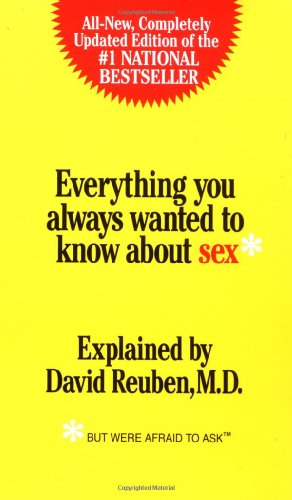 All-New, Completely
Updated Edition of the
#1 NATIONAL
BESTSELLER
Everything you
always wanted to
know about sex*
Explained by
David Reuben, M.D.
*BUT WERE AFRAID TO ASK™